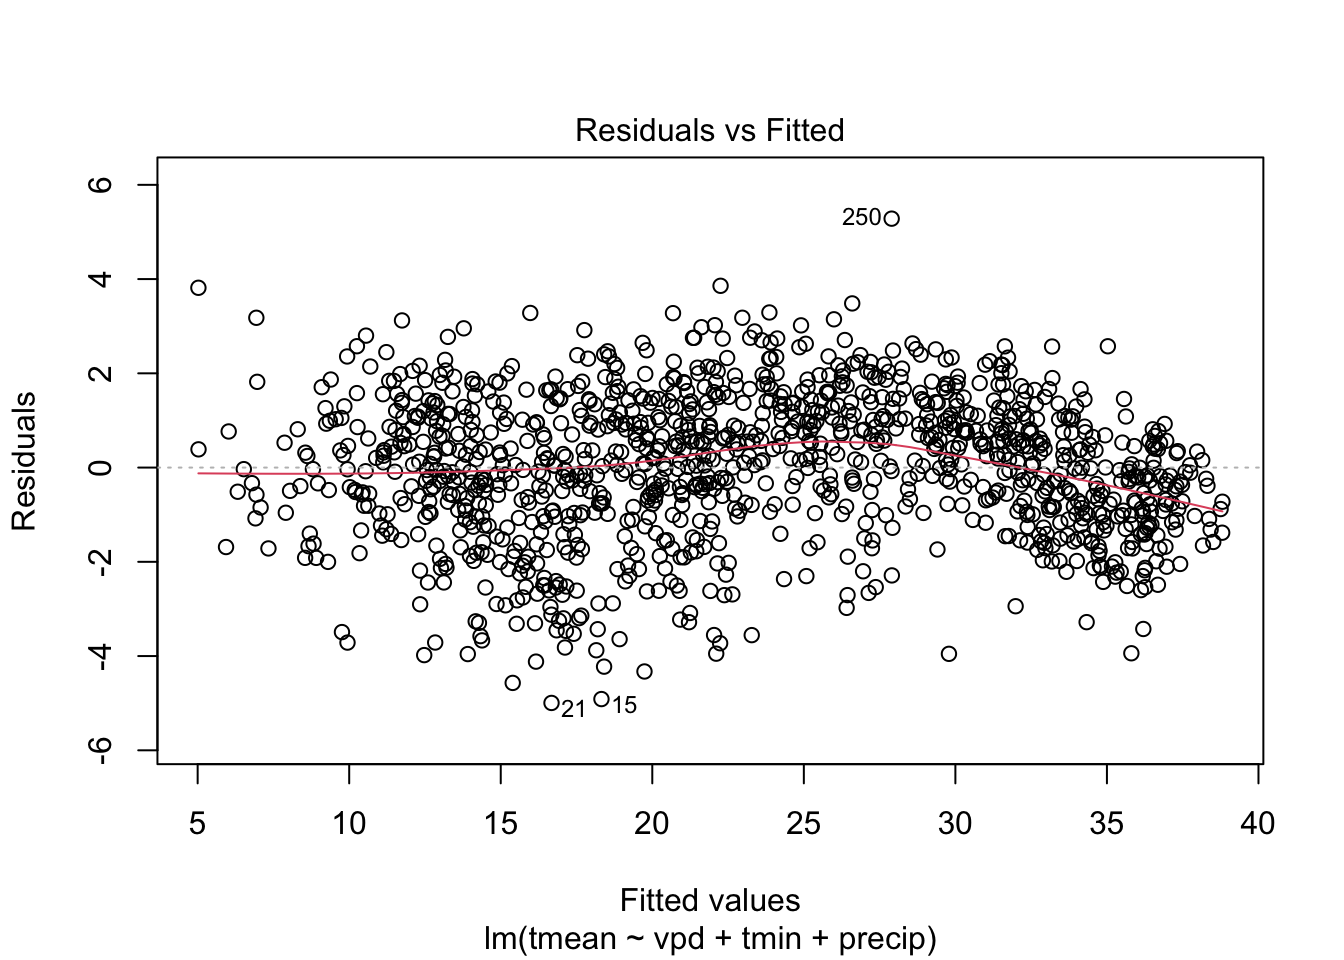 Residuals vs Fitted
Residuals
6
4
2
0
-2
-4
-6
250
21
15
5 10 15 20 25 30 35 40
Fitted values
lm(tmean ~ vpd + tmin + precip)